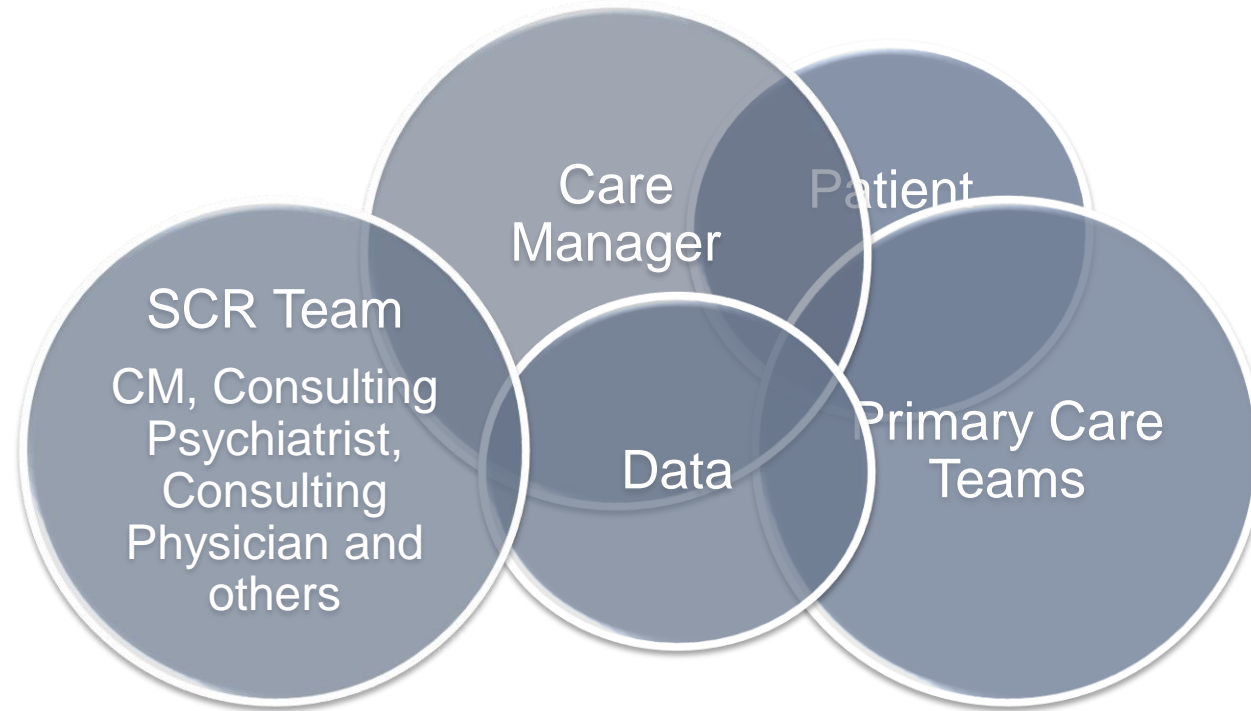 Care
Manager
Patient
SCR Team
CM, Consulting
Psychiatrist,
Consulting
Physician and
others
Data
Primary Care
Teams